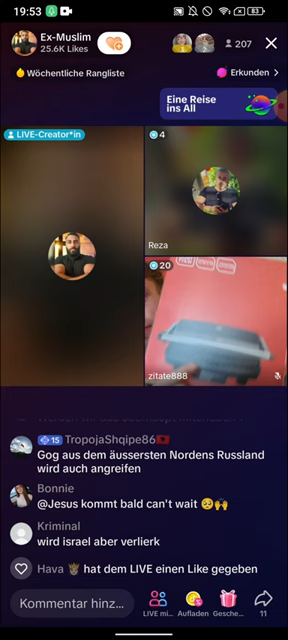 19:53
83
Ex-Muslim
25.6K Likes
207
Wöchentliche Rangliste
Erkunden >
Eine Reise
ins All
LIVE-Creator*in
4
Reza
20
zitate888
15 TropojaShqipe86
Gog aus dem äussersten Norden Russland
wird auch angreifen
Bonnie
@Jesus kommt bald can't wait 🥺🙌
Kriminal
wird israel aber verlierk
Hava hat dem LIVE einen Like gegeben
Kommentar hinz...
LIVE mi...
Aufladen
Gesche...
11